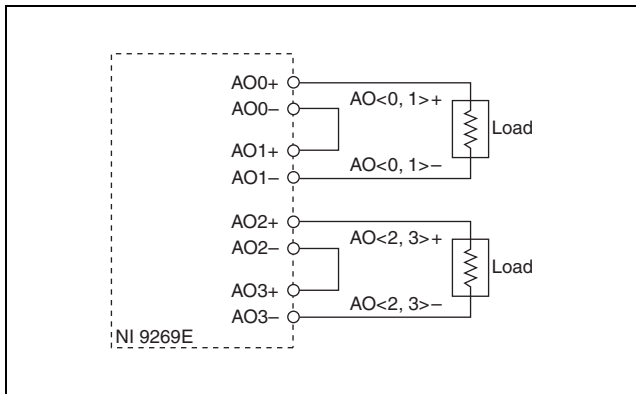 AO0+
AO0–
AO1+
AO1–
AO<0, 1>+
Load
AO<0, 1>–
AO2+
AO2–
AO3+
AO3–
AO<2, 3>+
Load
AO<2, 3>–
NI 9269E